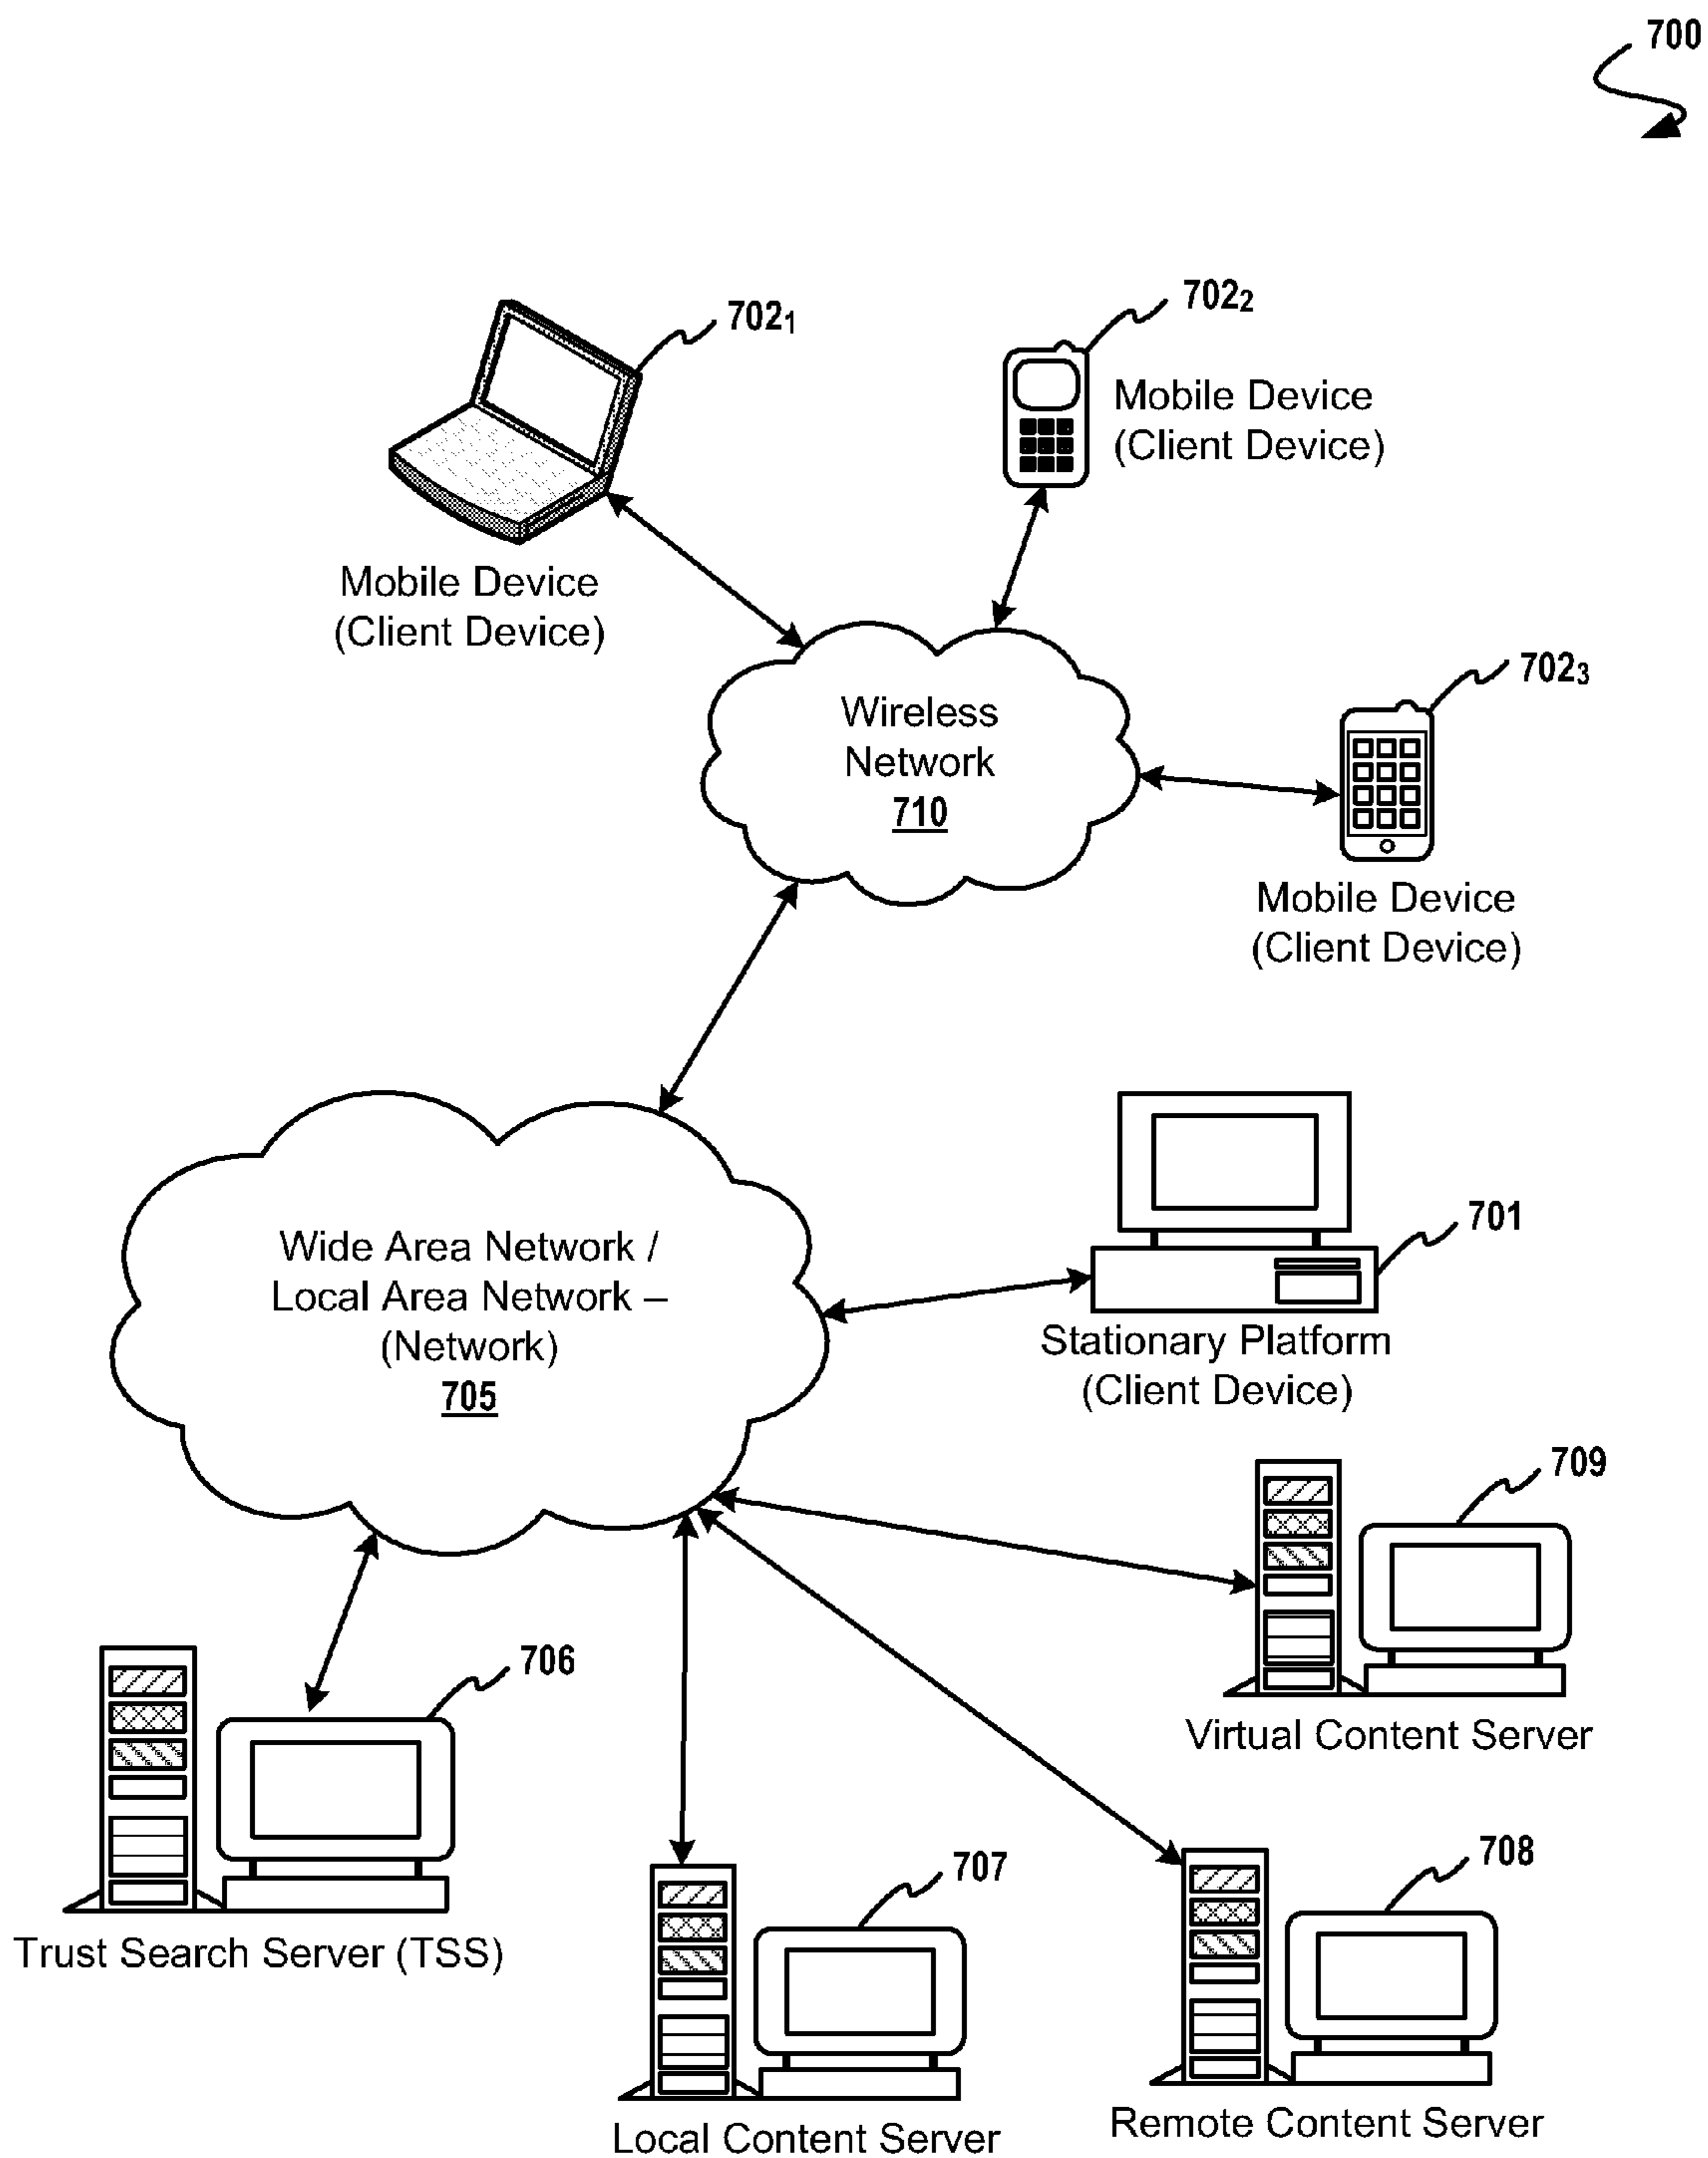 700
702₁
702₂
Mobile Device
(Client Device)
Mobile Device
(Client Device)
702₃
Wireless
Network
710
Mobile Device
(Client Device)
701
Wide Area Network /
Local Area Network –
(Network)
705
Stationary Platform
(Client Device)
709
706
Virtual Content Server
708
707
Trust Search Server (TSS)
Remote Content Server
Local Content Server